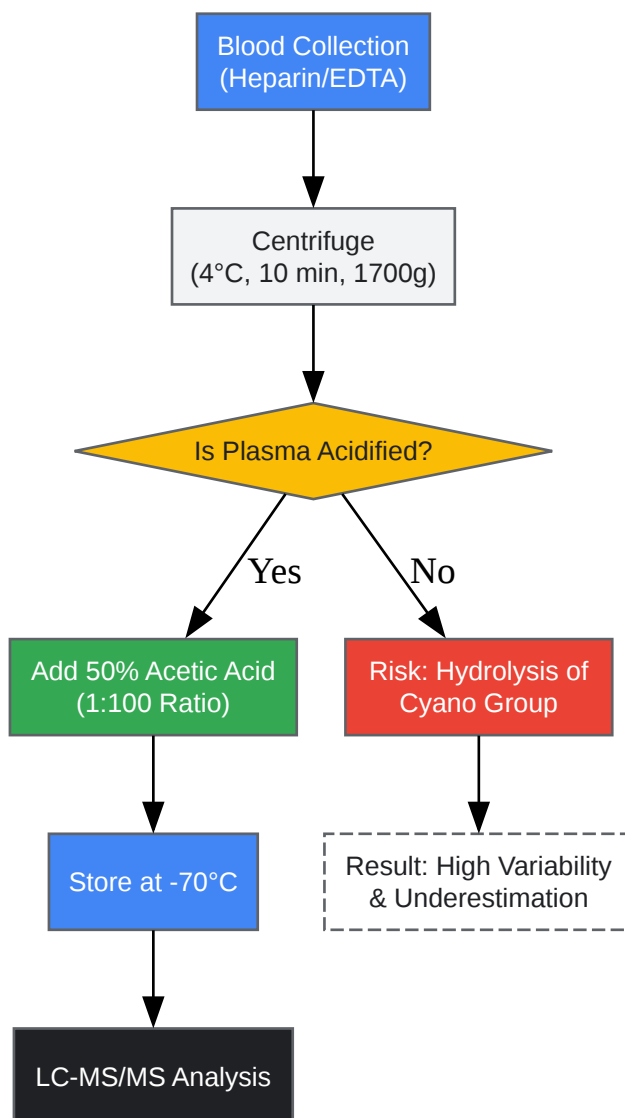 Blood Collection
(Heparin/EDTA)
Centrifuge
(4°C, 10 min, 1700g)
Is Plasma Acidified?
Yes
No
Add 50% Acetic Acid
(1:100 Ratio)
Risk: Hydrolysis of
Cyano Group
Store at -70°C
Result: High Variability
& Underestimation
LC-MS/MS Analysis